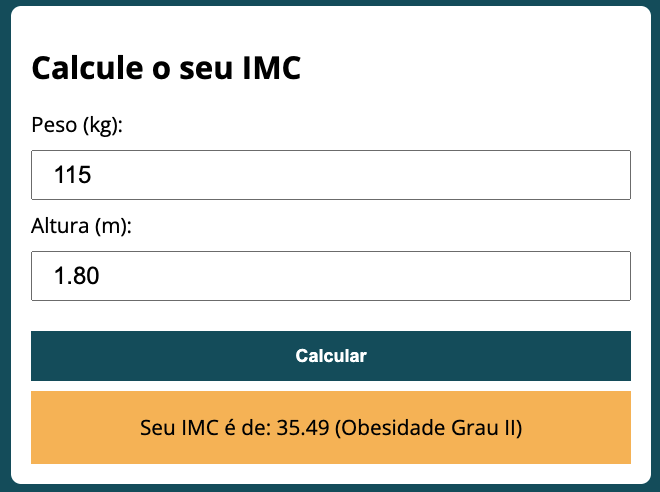 Calcule o seu IMC
Peso (kg):
115
Altura (m):
1.80
Calcular
Seu IMC é de: 35.49 (Obesidade Grau II)